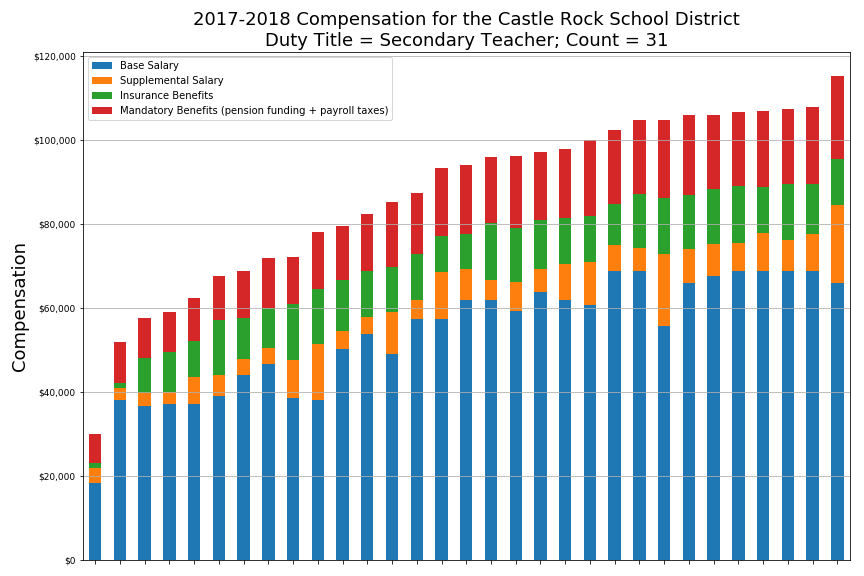 2017-2018 Compensation for the Castle Rock School District
Duty Title = Secondary Teacher; Count = 31
$120,000
Base Salary
Supplemental Salary
Insurance Benefits
Mandatory Benefits (pension funding + payroll taxes)
$100,000
$80,000
$60,000
Compensation
$40,000
$20,000
$0